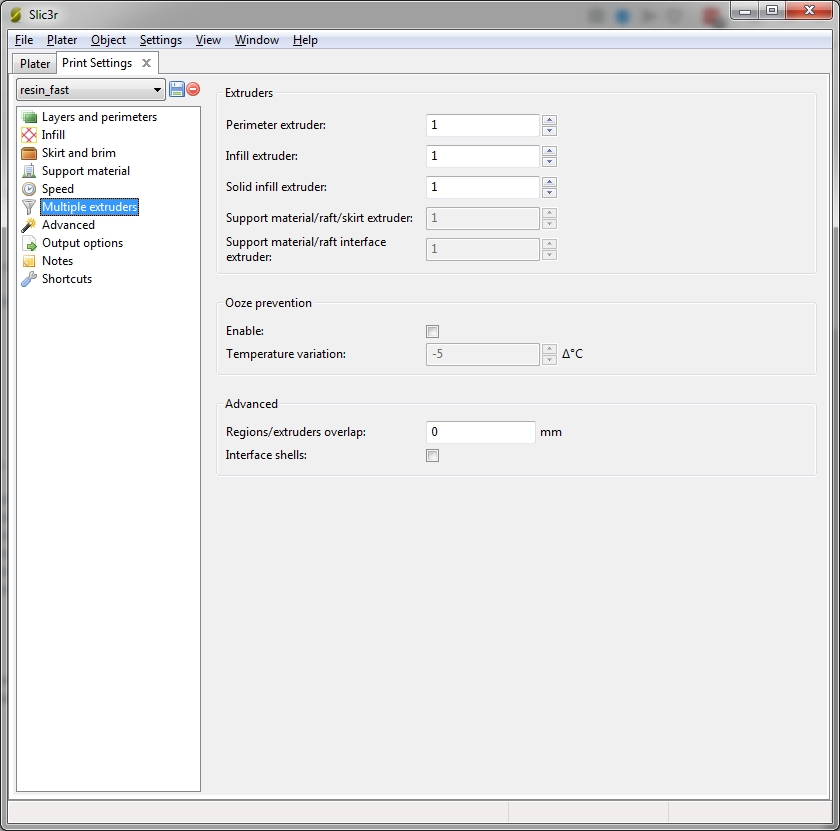 Slic3r
File Plater Object Settings View Window Help
Plater Print Settings
resin_fast
Layers and perimeters
Infill
Skirt and brim
Support material
Speed
Multiple extruders
Advanced
Output options
Notes
Shortcuts
Extruders
Perimeter extruder: 1
Infill extruder: 1
Solid infill extruder: 1
Support material/raft/skirt extruder: 1
Support material/raft interface
extruder: 1
Ooze prevention
Enable:
Temperature variation: -5 Δ°C
Advanced
Regions/extruders overlap: 0 mm
Interface shells: